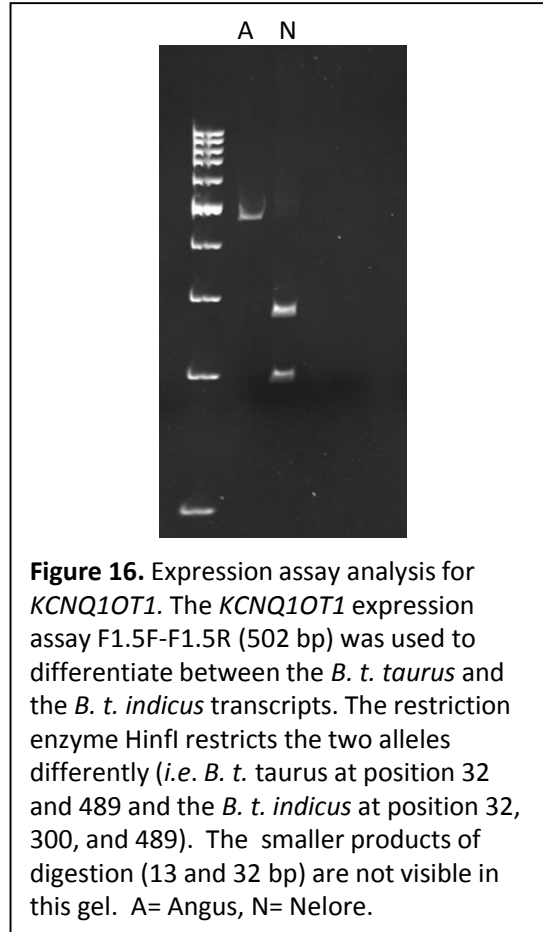 A N
Figure 16. Expression assay analysis for
KCNQ1OT1. The KCNQ1OT1 expression
assay F1.5F-F1.5R (502 bp) was used to
differentiate between the B. t. taurus and
the B. t. indicus transcripts. The restriction
enzyme HinfI restricts the two alleles
differently (i.e. B. t. taurus at position 32
and 489 and the B. t. indicus at position 32,
300, and 489). The smaller products of
digestion (13 and 32 bp) are not visible in
this gel. A= Angus, N= Nelore.